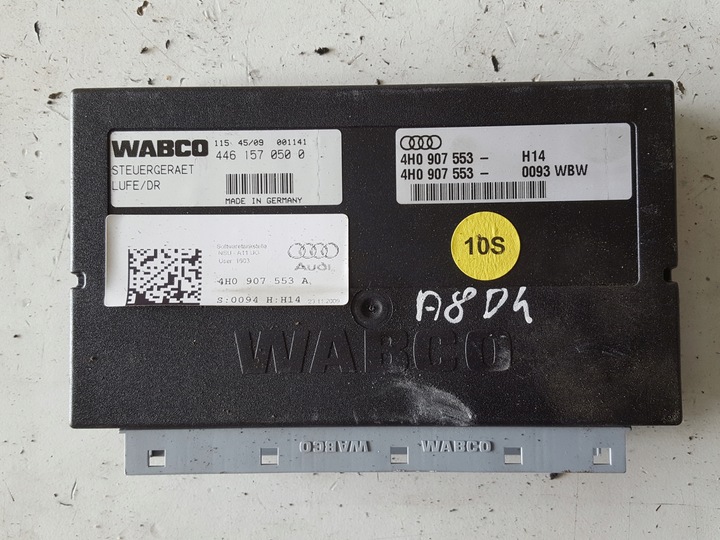 WABCO 115 45/09 001141
446 157 050 0
STEUERGERAET
LUFE/DR
MADE IN GERMANY
4H0 907 553 - H14
4H0 907 553 - 0093 WBW
10S
Audi
4H0 907 553 A
S:0094 H:H14
A8D4
WABCO
WABCO WABCO